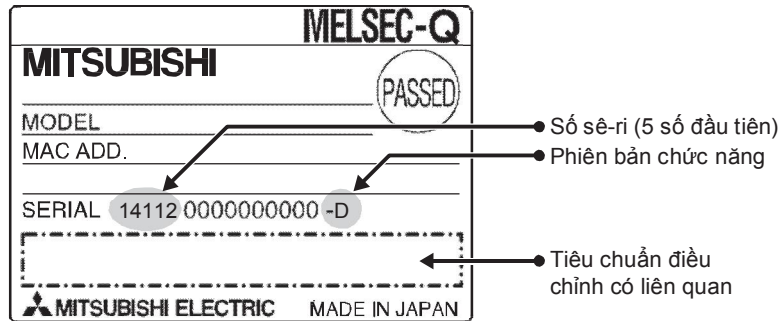 MELSEC-Q
MITSUBISHI
PASSED
MODEL
MAC ADD.
SERIAL 14112 0000000000 -D
MITSUBISHI ELECTRIC MADE IN JAPAN
Số sê-ri (5 số đầu tiên)
Phiên bản chức năng
Tiêu chuẩn điều
chỉnh có liên quan